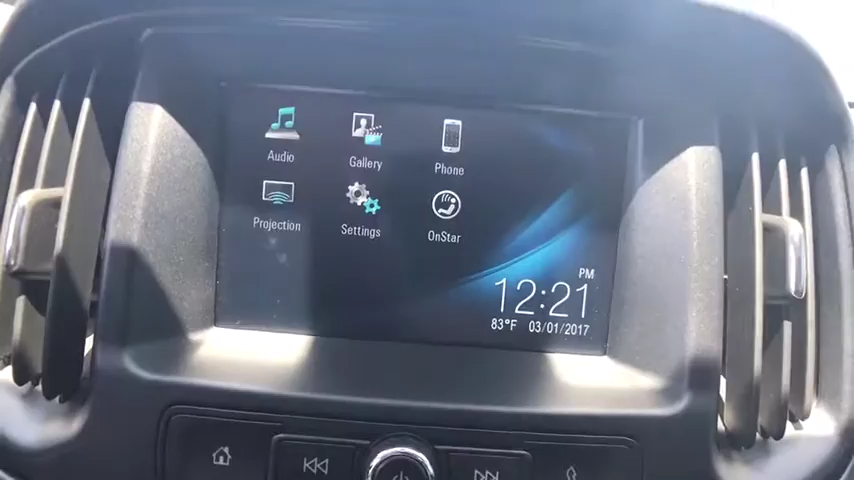 Audio
Gallery
Phone
Projection
Settings
OnStar
PM
12:21
83°F 03/01/2017